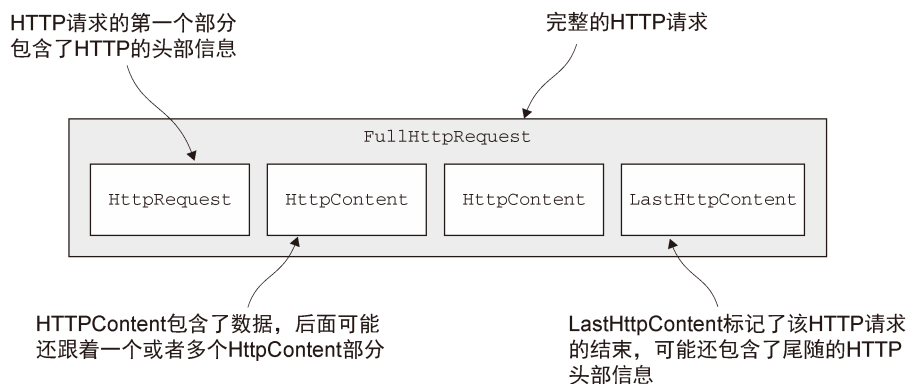 HTTP请求的第一个部分
包含了HTTP的头部信息
完整的HTTP请求
FullHttpRequest
HttpRequest
HttpContent
HttpContent
LastHttpContent
HTTPContent包含了数据，后面可能
还跟着一个或者多个HttpContent部分
LastHttpContent标记了该HTTP请求
的结束，可能还包含了尾随的HTTP
头部信息